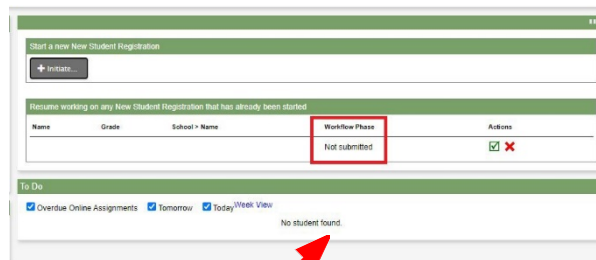 Start a new New Student Registration
+ Initiate...
Resume working on any New Student Registration that has already been started
Name Grade School > Name Workflow Phase Actions
Not submitted
To Do
Overdue Online Assignments Tomorrow Today Week View
No student found.